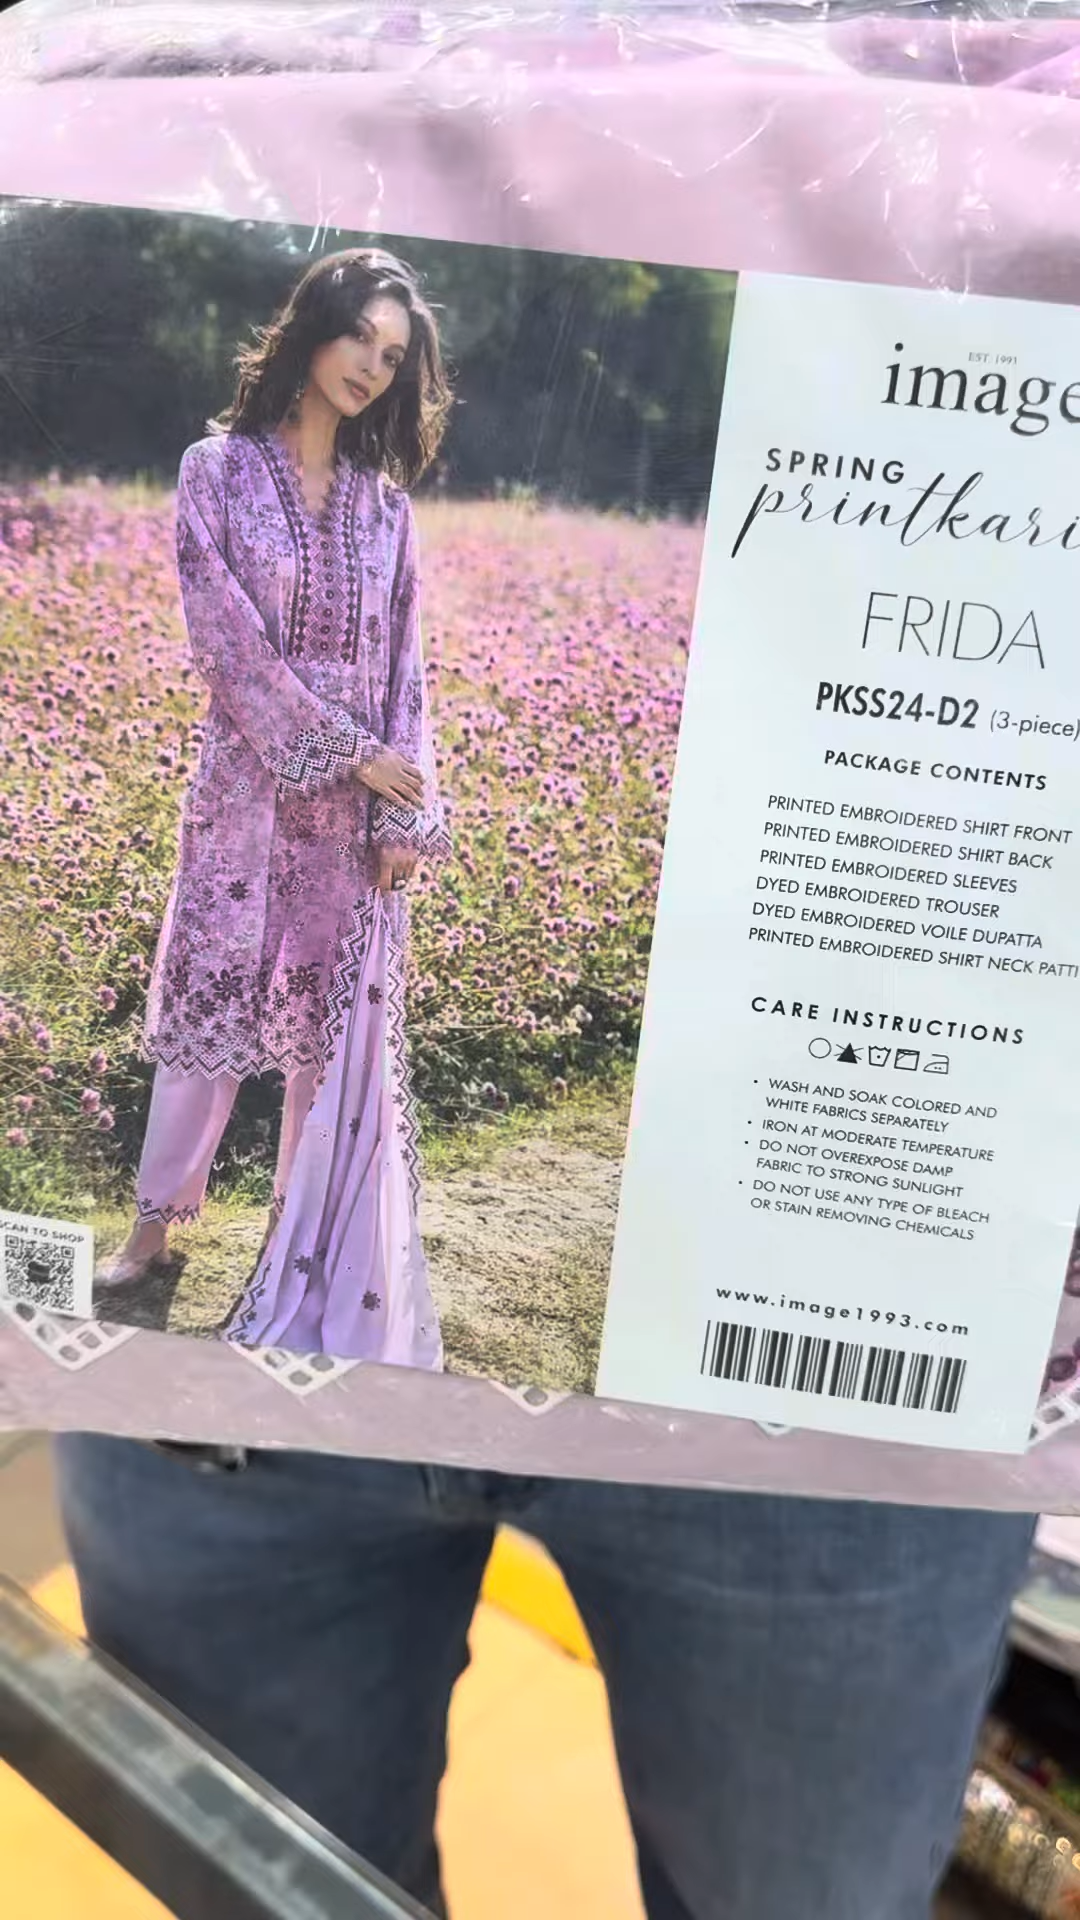 EST. 1991
image
SPRING
printkari
FRIDA
PKSS24-D2 (3-piece)
PACKAGE CONTENTS
PRINTED EMBROIDERED SHIRT FRONT
PRINTED EMBROIDERED SHIRT BACK
PRINTED EMBROIDERED SLEEVES
DYED EMBROIDERED TROUSER
DYED EMBROIDERED VOILE DUPATTA
PRINTED EMBROIDERED SHIRT NECK PATTI
CARE INSTRUCTIONS
• WASH AND SOAK COLORED AND
WHITE FABRICS SEPARATELY
• IRON AT MODERATE TEMPERATURE
• DO NOT OVEREXPOSE DAMP
FABRIC TO STRONG SUNLIGHT
• DO NOT USE ANY TYPE OF BLEACH
OR STAIN REMOVING CHEMICALS
www.image1993.com
SCAN TO SHOP